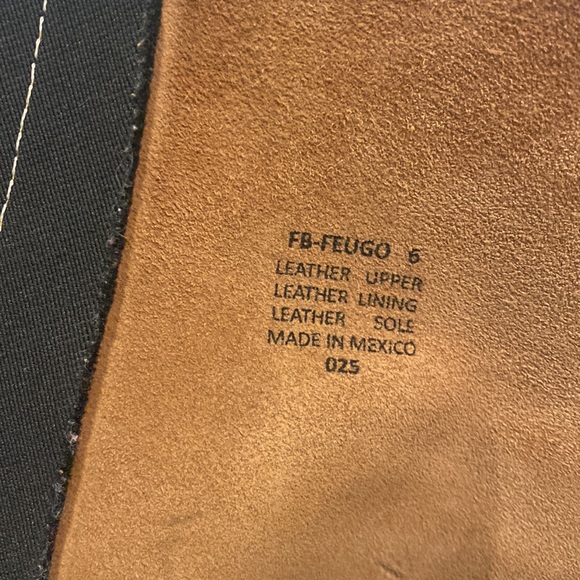 FB-FEUGO 6
LEATHER UPPER
LEATHER LINING
LEATHER SOLE
MADE IN MEXICO
025